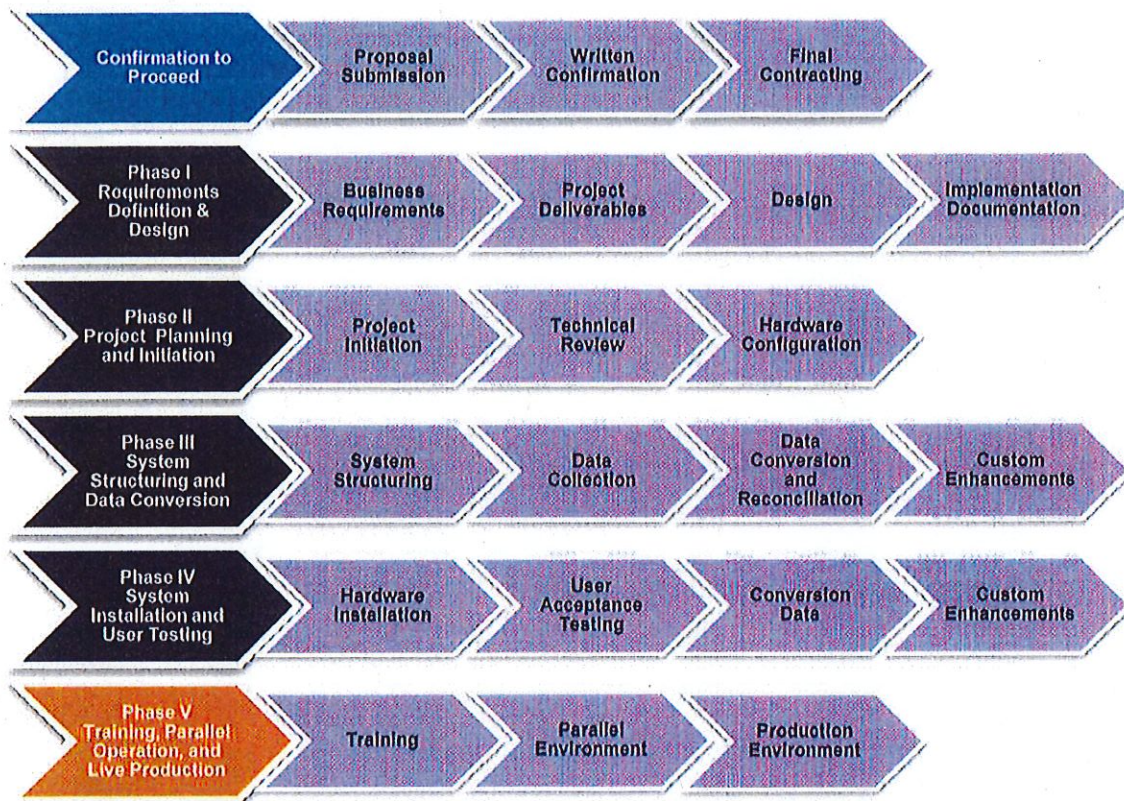 Confirmation to
Proceed
Proposal
Submission
Written
Confirmation
Final
Contracting
Phase I
Requirements
Definition &
Design
Business
Requirements
Project
Deliverables
Design
Implementation
Documentation
Phase II
Project Planning
and Initiation
Project
Initiation
Technical
Review
Hardware
Configuration
Phase III
System
Structuring and
Data Conversion
System
Structuring
Data
Collection
Data
Conversion
and
Reconciliation
Custom
Enhancements
Phase IV
System
Installation and
User Testing
Hardware
Installation
User
Acceptance
Testing
Conversion
Data
Custom
Enhancements
Phase V
Training, Parallel
Operation, and
Live Production
Training
Parallel
Environment
Production
Environment